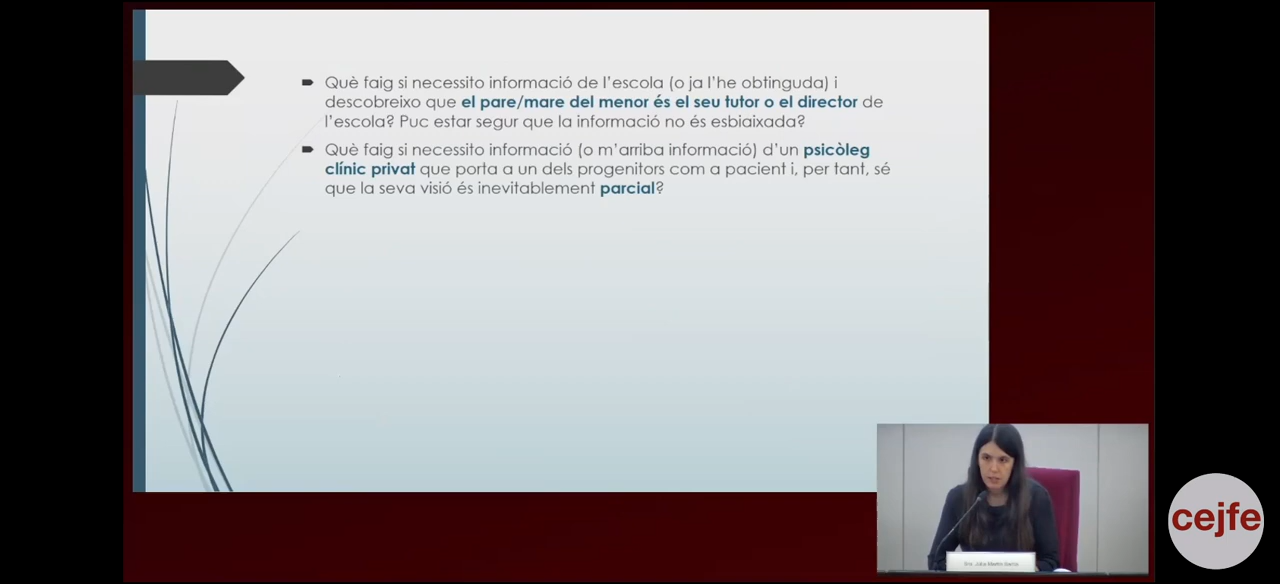 Què faig si necessito informació de l’escola (o ja l’he obtinguda) i
descobreixo que el pare/mare del menor és el seu tutor o el director de
l’escola? Puc estar segur que la informació no és esbiaixada?
Què faig si necessito informació (o m’arriba informació) d’un psicòleg
clínic privat que porta a un dels progenitors com a pacient i, per tant, sé
que la seva visió és inevitablement parcial?
cejfe